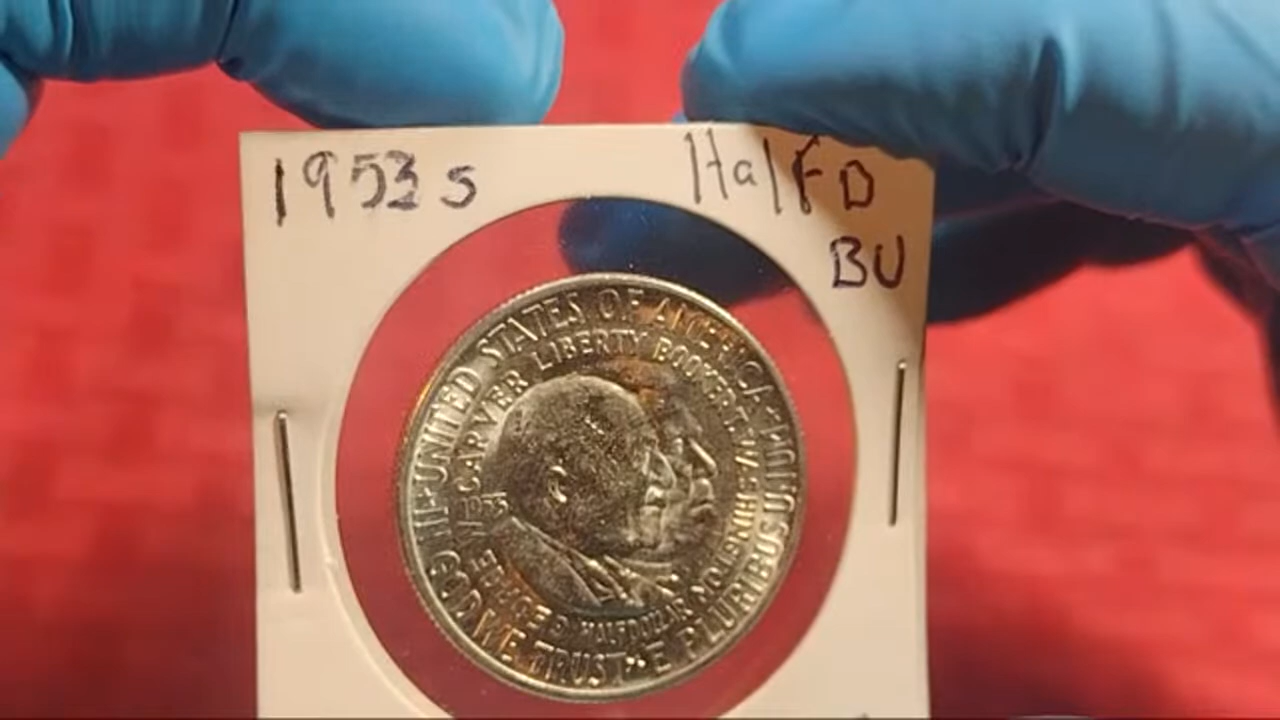 1953 S
Half D
BU
UNITED STATES OF AMERICA
E PLURIBUS UNUM
IN GOD WE TRUST
CARVER LIBERTY BOOKER T. WASHINGTON
HALF DOLLAR
1953